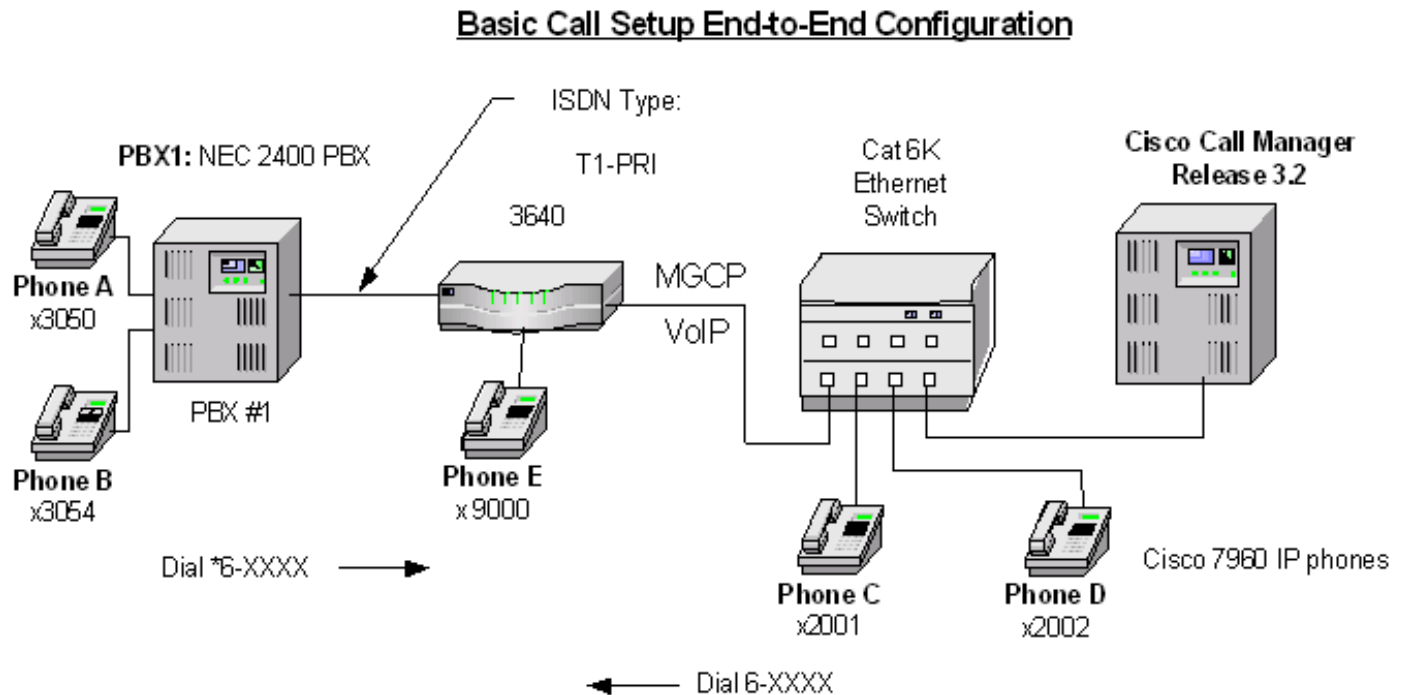 Basic Call Setup End-to-End Configuration
ISDN Type:
T1-PRI
PBX1: NEC 2400 PBX
3640
Cat 6K
Ethernet
Switch
Cisco Call Manager
Release 3.2
Phone A
x3050
MGCP
VoIP
PBX #1
Phone B
x3054
Phone E
x 9000
Dial *6-XXXX
Phone C
x2001
Phone D
x2002
Cisco 7960 IP phones
Dial 6-XXXX